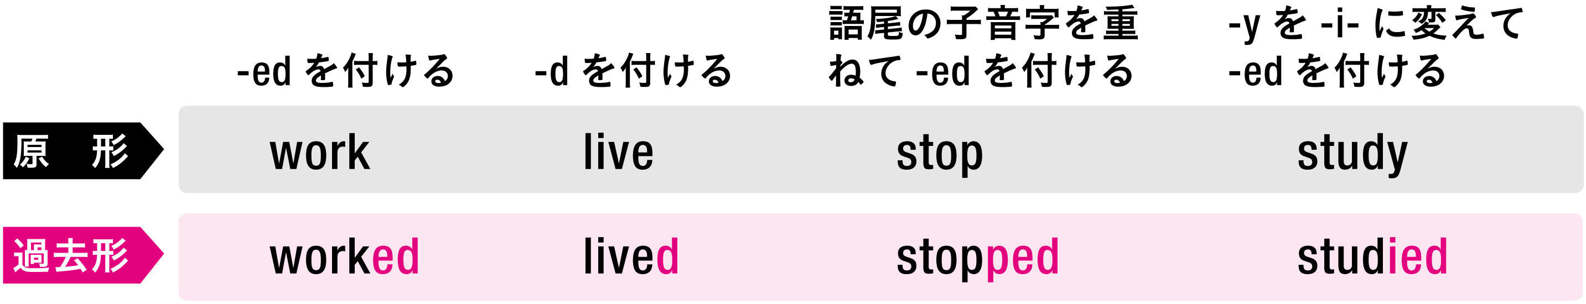 -ed を付ける
-d を付ける
語尾の子音字を重
ねて -ed を付ける
-y を -i- に変えて
-ed を付ける
原 形 work live stop study
過去形 worked lived stopped studied